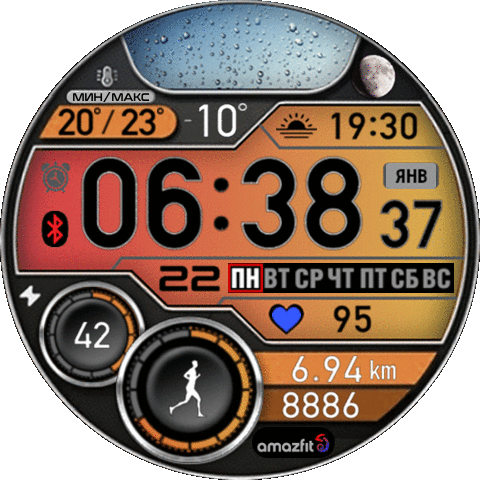 МИН/МАКС
20°/ 23° -10° 19:30
06:38 ЯНВ
37
22 ПН ВТ СР ЧТ ПТ СБ ВС
95
42
6.94 km
8886
amazfit